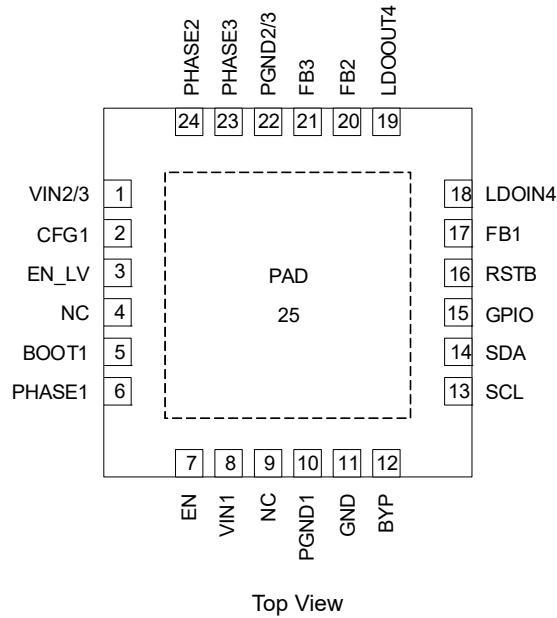 PHASE2
PHASE3
PGND2/3
FB3
FB2
LDOOUT4
24 23 22 21 20 19
VIN2/3 1
CFG1 2
EN_LV 3
NC 4
BOOT1 5
PHASE1 6
PAD
25
18 LDOIN4
17 FB1
16 RSTB
15 GPIO
14 SDA
13 SCL
7 8 9 10 11 12
EN
VIN1
NC
PGND1
GND
BYP
Top View